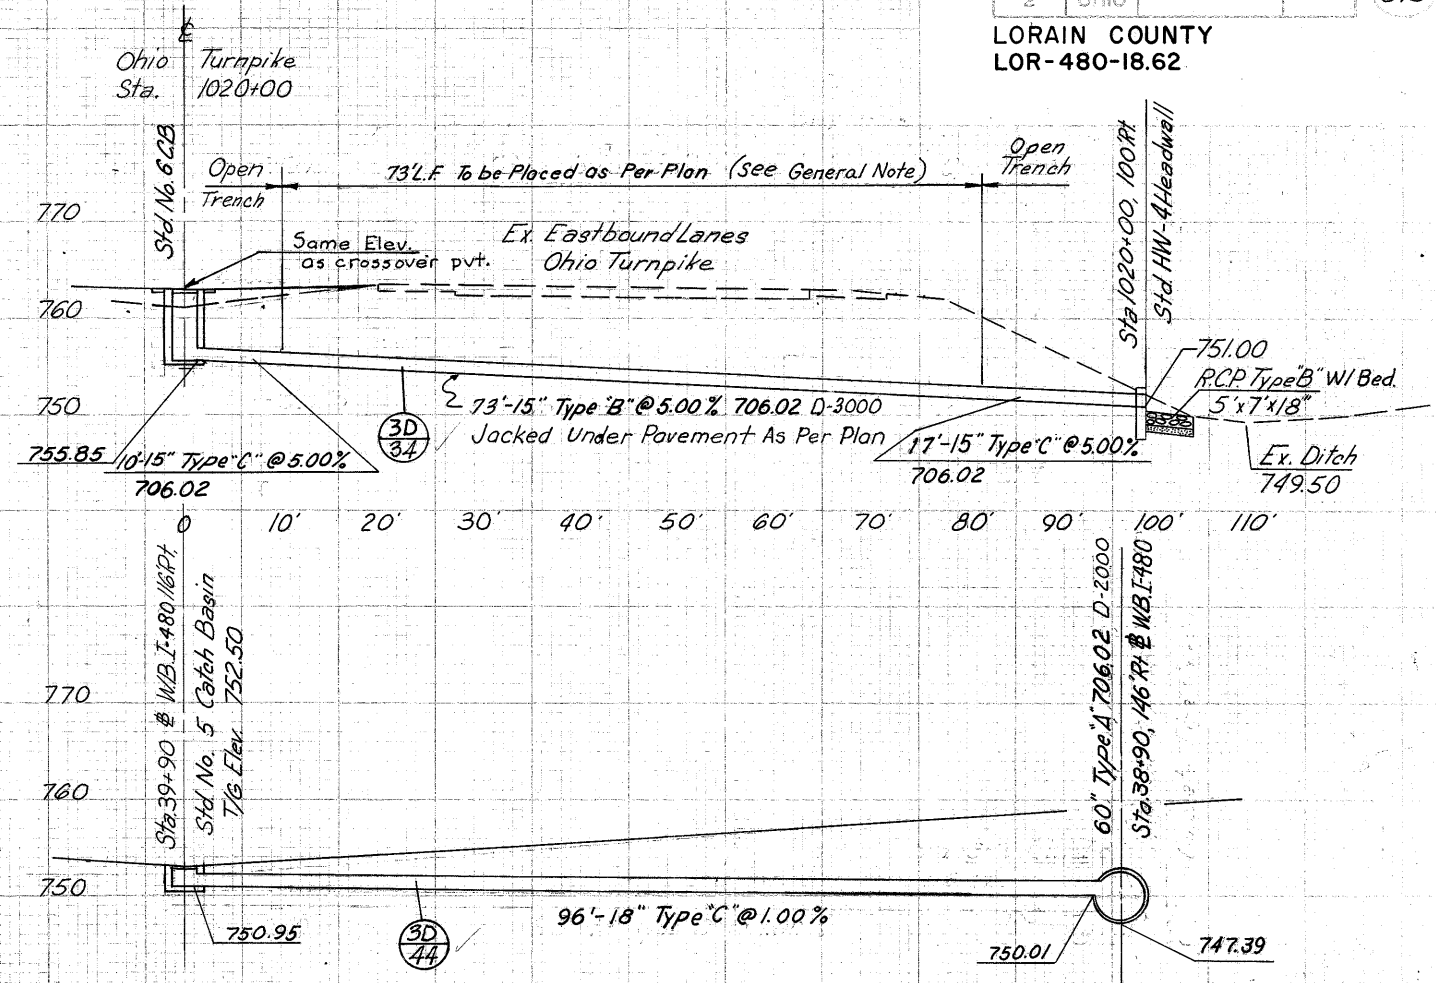 LORAIN COUNTY
LOR-480-18.62
℄
Ohio Turnpike
Sta. 1020+00
Std. No. 6 C.B.
Open
Trench
73' L.F. To be Placed as Per Plan (See General Note)
Open
Trench
Sta 1020+00, 100' Rt.
Std. HW-4 Headwall
770
760
750
Same Elev.
as crossover pvt.
Ex. Eastbound Lanes
Ohio Turnpike
751.00
R.C.P. Type "B" W/ Bed.
5' x 7' x 18"
73'-15" Type "B" @ 5.00% 706.02 D-3000
Jacked Under Pavement As Per Plan
3D
34
755.85
10'-15" Type "C" @ 5.00%
706.02
17'-15" Type "C" @ 5.00%
706.02
Ex. Ditch
749.50
0 10' 20' 30' 40' 50' 60' 70' 80' 90' 100' 110'
Sta. 39+90 ⅊ W.B. I-480 116' Rt.
Std. No. 5 Catch Basin
T/G Elev. 752.50
60" Type "A" 706.02 D-2000
Sta. 38+90, 146' Rt ⅊ W.B. I-480
770
760
750
750.95
3D
44
96'-18" Type "C" @ 1.00%
750.01
747.39